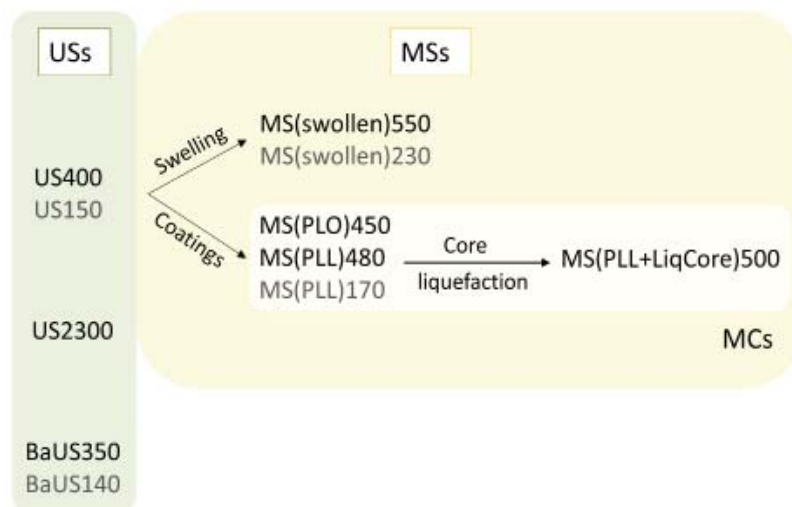 USs
MSs
US400
US150
Swelling
Coatings
MS(swollen)550
MS(swollen)230
MS(PLO)450
MS(PLL)480
MS(PLL)170
Core
liquefaction
MS(PLL+LiqCore)500
US2300
MCs
BaUS350
BaUS140